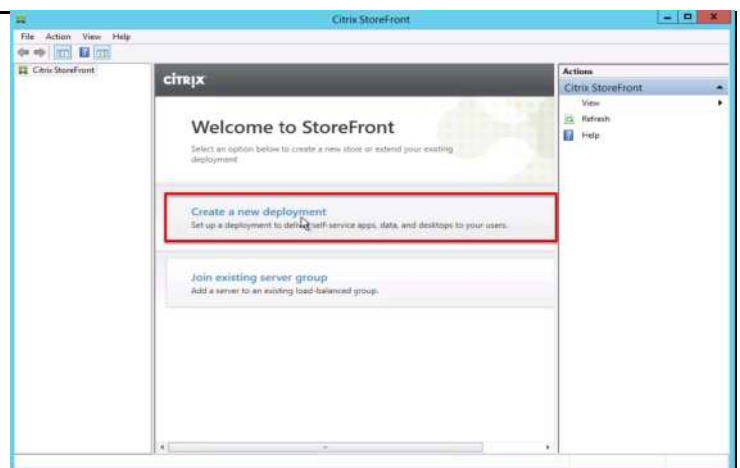 Citrix StoreFront
File Action View Help
Citrix StoreFront
CİTRIX
Welcome to StoreFront
Select an option below to create a new store or extend your existing
deployment
Create a new deployment
Set up a deployment to deliver self-service apps, data, and desktops to your users.
Join existing server group
Add a server to an existing load-balanced group.
Actions
Citrix StoreFront
View
Refresh
Help